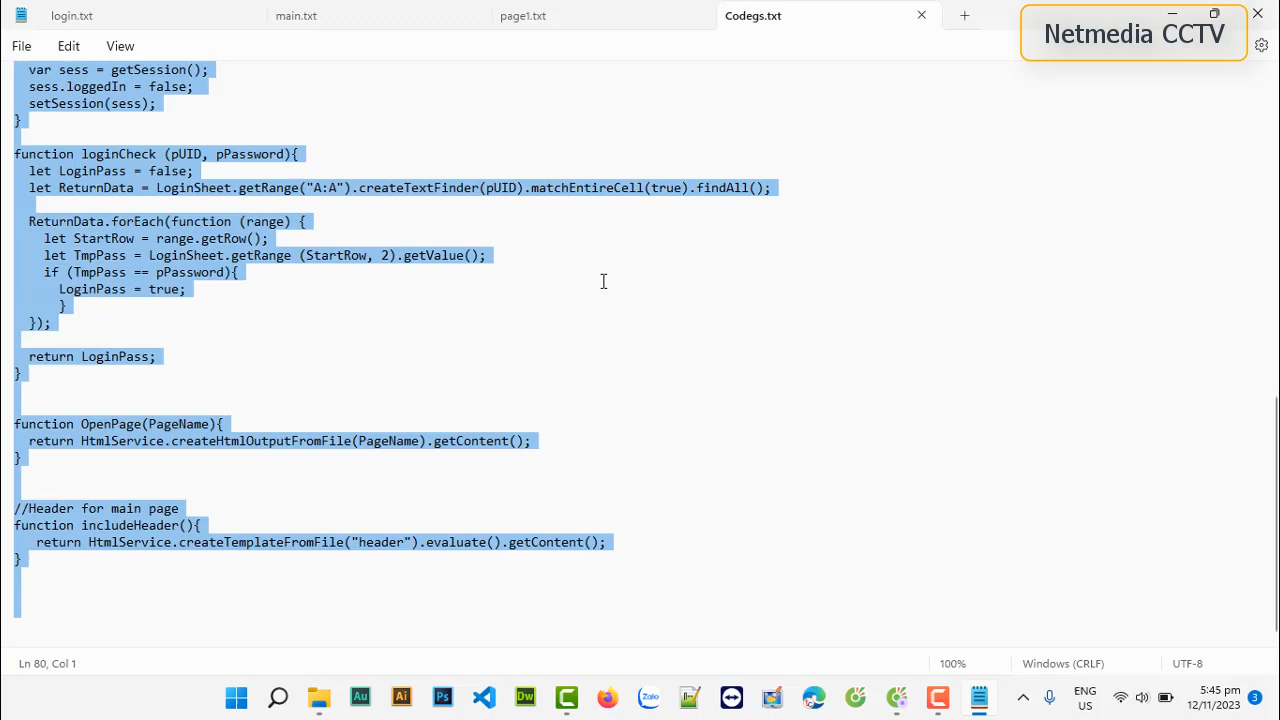 login.txt
main.txt
page1.txt
Codegs.txt
Netmedia CCTV
File
Edit
View
var sess = getSession();
sess.loggedIn = false;
setSession(sess);
}
function loginCheck (pUID, pPassword){
let LoginPass = false;
let ReturnData = LoginSheet.getRange("A:A").createTextFinder(pUID).matchEntireCell(true).findAll();
ReturnData.forEach(function (range) {
let StartRow = range.getRow();
let TmpPass = LoginSheet.getRange (StartRow, 2).getValue();
if (TmpPass == pPassword){
LoginPass = true;
}
});
return LoginPass;
}
function OpenPage(PageName){
return HtmlService.createHtmlOutputFromFile(PageName).getContent();
}
//Header for main page
function includeHeader(){
return HtmlService.createTemplateFromFile("header").evaluate().getContent();
}
Ln 80, Col 1
100%
Windows (CRLF)
UTF-8
Au
Ai
Ps
Dw
Zalo
ENG
US
5:45 pm
12/11/2023
3